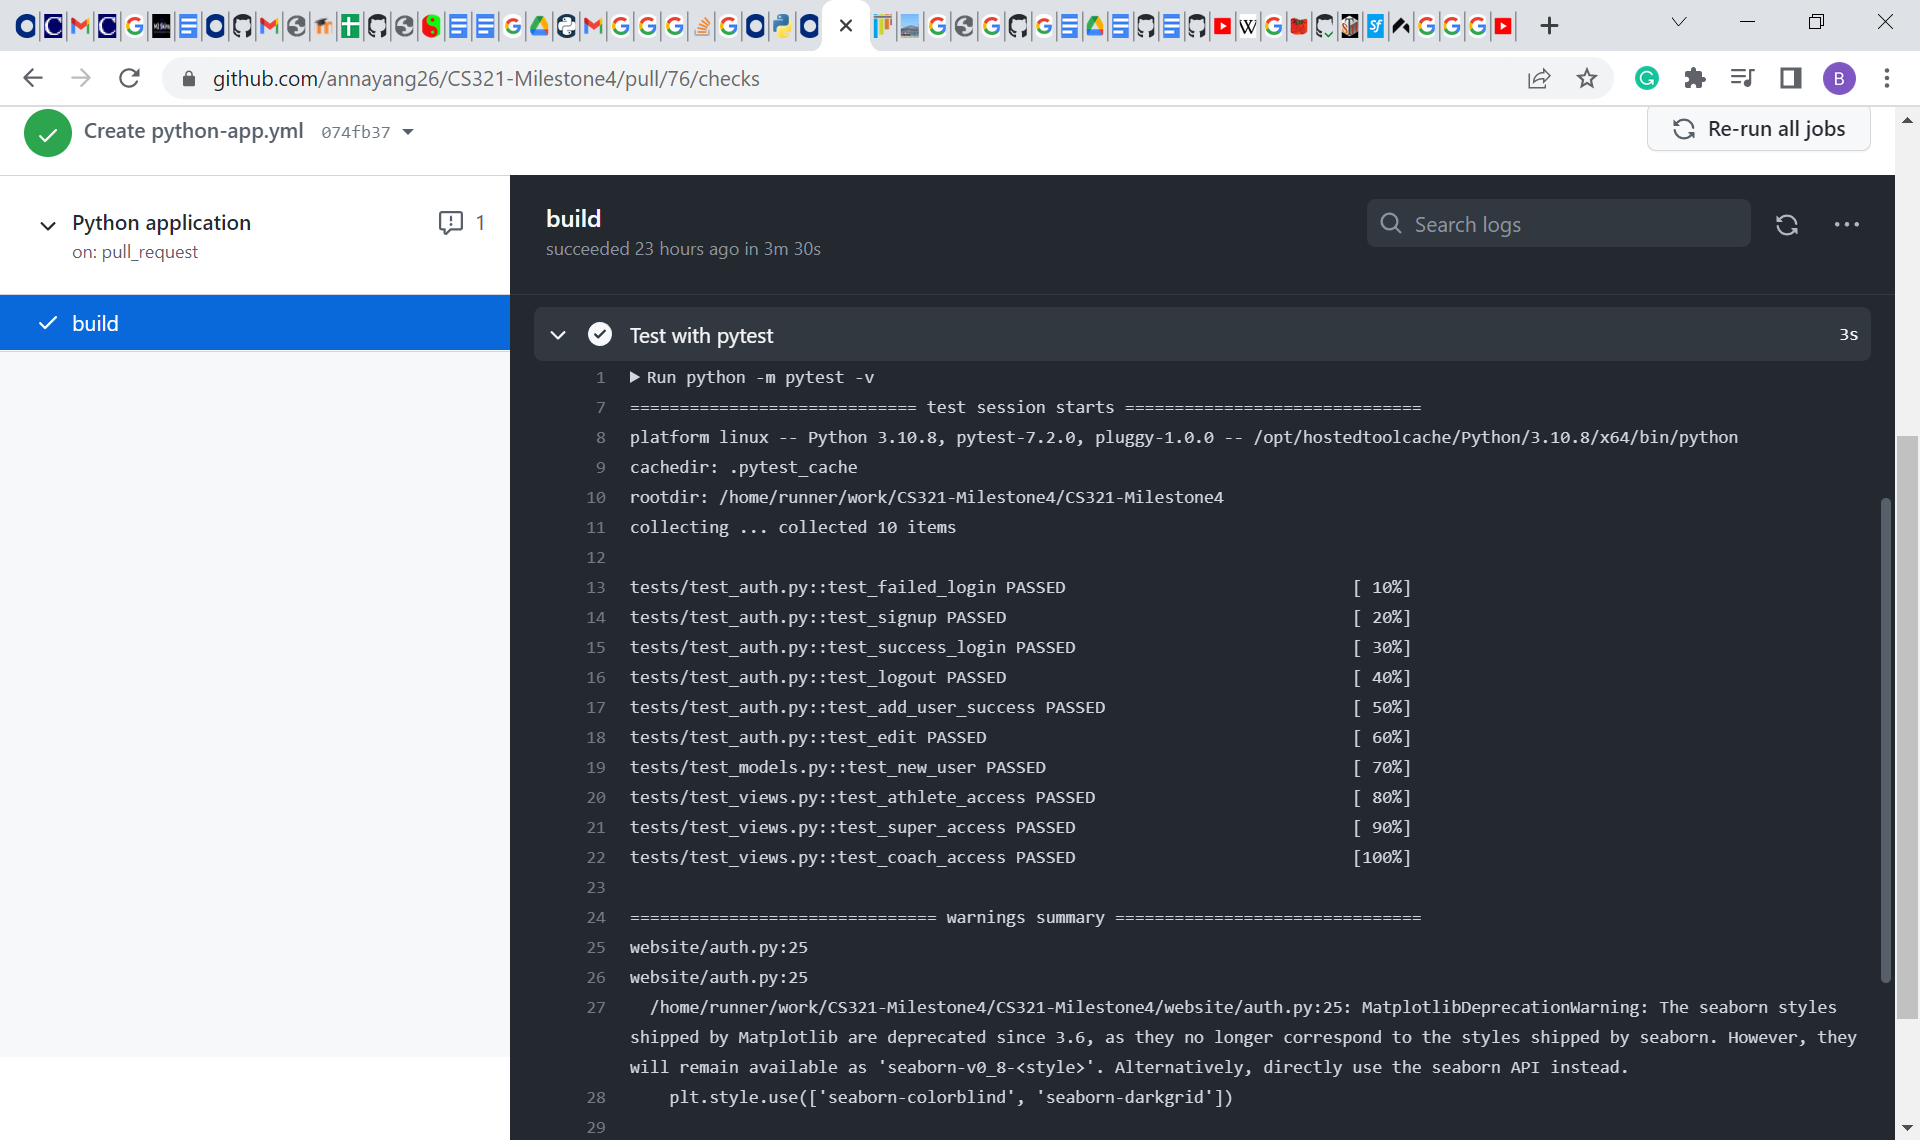 github.com/annayang26/CS321-Milestone4/pull/76/checks
B
Create python-app.yml 074fb37
Re-run all jobs
Python application 1
on: pull_request
build
build
succeeded 23 hours ago in 3m 30s
Search logs
Test with pytest 3s
1 Run python -m pytest -v
7 ============================= test session starts ==============================
8 platform linux -- Python 3.10.8, pytest-7.2.0, pluggy-1.0.0 -- /opt/hostedtoolcache/Python/3.10.8/x64/bin/python
9 cachedir: .pytest_cache
10 rootdir: /home/runner/work/CS321-Milestone4/CS321-Milestone4
11 collecting ... collected 10 items
12
13 tests/test_auth.py::test_failed_login PASSED [ 10%]
14 tests/test_auth.py::test_signup PASSED [ 20%]
15 tests/test_auth.py::test_success_login PASSED [ 30%]
16 tests/test_auth.py::test_logout PASSED [ 40%]
17 tests/test_auth.py::test_add_user_success PASSED [ 50%]
18 tests/test_auth.py::test_edit PASSED [ 60%]
19 tests/test_models.py::test_new_user PASSED [ 70%]
20 tests/test_views.py::test_athlete_access PASSED [ 80%]
21 tests/test_views.py::test_super_access PASSED [ 90%]
22 tests/test_views.py::test_coach_access PASSED [100%]
23
24 =============================== warnings summary ===============================
25 website/auth.py:25
26 website/auth.py:25
27 /home/runner/work/CS321-Milestone4/CS321-Milestone4/website/auth.py:25: MatplotlibDeprecationWarning: The seaborn styles
shipped by Matplotlib are deprecated since 3.6, as they no longer correspond to the styles shipped by seaborn. However, they
will remain available as 'seaborn-v0_8-<style>'. Alternatively, directly use the seaborn API instead.
28 plt.style.use(['seaborn-colorblind', 'seaborn-darkgrid'])
29